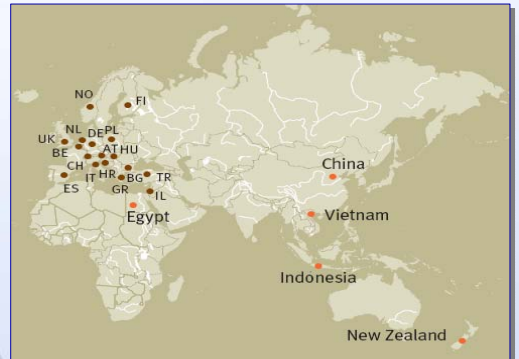 NO
FI
NL
DE
PL
UK
AT
HU
BE
CH
IT
HR
BG
TR
ES
GR
IL
China
Egypt
Vietnam
Indonesia
New Zealand